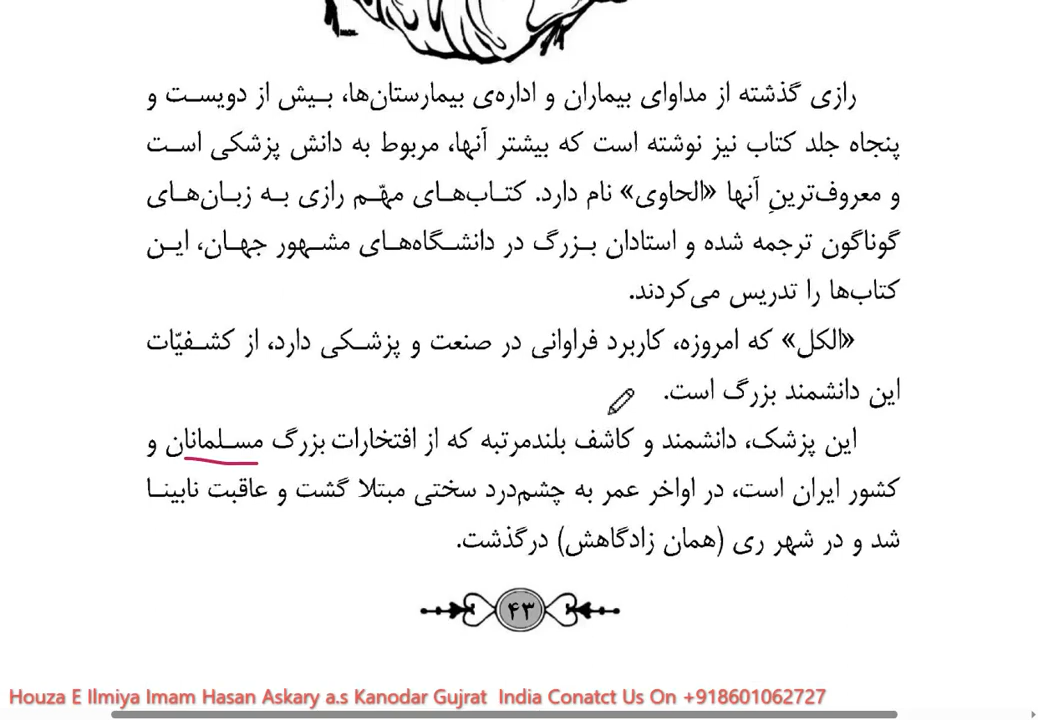 رازی گذشته از مداوای بیماران و اداره‌ی بیمارستان‌ها، بیش از دویست و
پنجاه جلد کتاب نیز نوشته است که بیشتر آنها، مربوط به دانش پزشکی است
و معروف‌ترینِ آنها «الحاوی» نام دارد. کتاب‌های مهّم رازی به زبان‌های
گوناگون ترجمه شده و استادان بزرگ در دانشگاه‌های مشهور جهان، این
کتاب‌ها را تدریس می‌کردند.
«الکل» که امروزه، کاربرد فراوانی در صنعت و پزشکی دارد، از کشفیّات
این دانشمند بزرگ است.
این پزشک، دانشمند و کاشف بلندمرتبه که از افتخارات بزرگ مسلمانان و
کشور ایران است، در اواخر عمر به چشم‌درد سختی مبتلا گشت و عاقبت نابینا
شد و در شهر ری (همان زادگاهش) درگذشت.
۴۳
Houza E Ilmiya Imam Hasan Askary a.s Kanodar Gujrat India Conatct Us On +918601062727